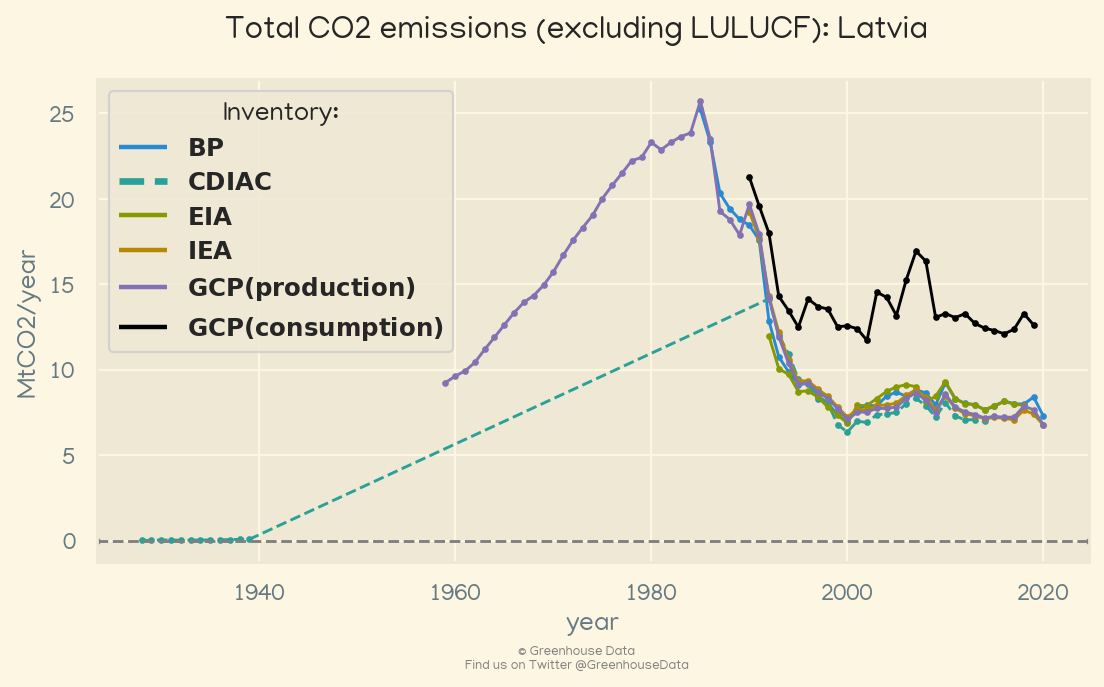 Total CO2 emissions (excluding LULUCF): Latvia
Inventory:
BP
CDIAC
EIA
IEA
GCP(production)
GCP(consumption)
MtCO2/year
25
20
15
10
5
0
1940 1960 1980 2000 2020
year
© Greenhouse Data
Find us on Twitter @GreenhouseData